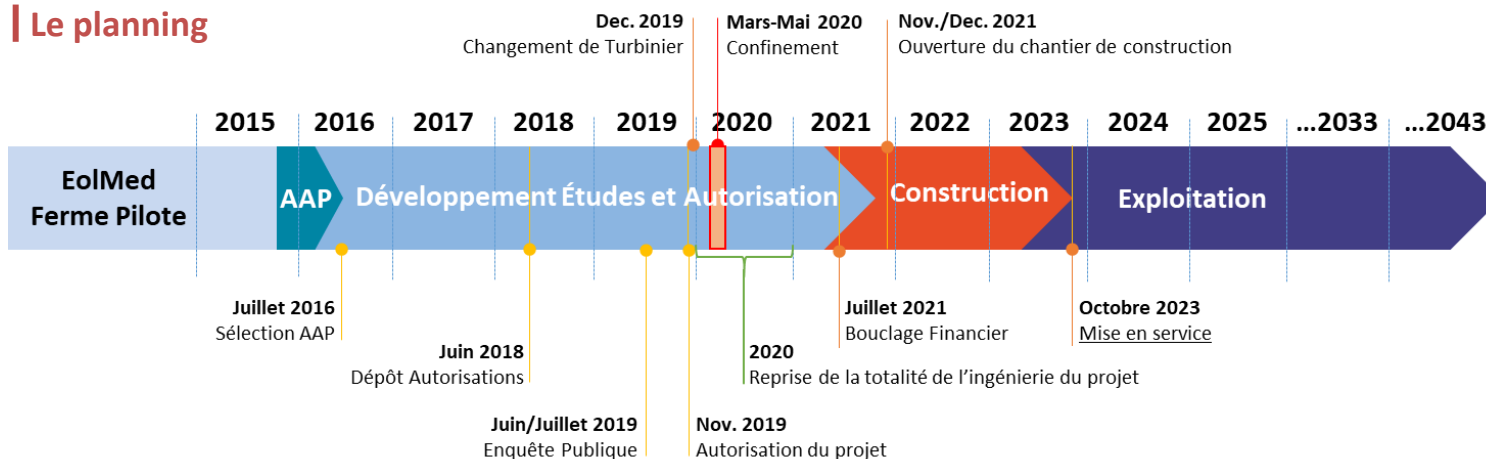 Le planning
Dec. 2019
Changement de Turbinier
Mars-Mai 2020
Confinement
Nov./Dec. 2021
Ouverture du chantier de construction
2015 2016 2017 2018 2019 2020 2021 2022 2023 2024 2025 ...2033 ...2043
EolMed
Ferme Pilote
AAP
Développement Études et Autorisation
Construction
Exploitation
Juillet 2016
Sélection AAP
Juin 2018
Dépôt Autorisations
Juin/Juillet 2019
Enquête Publique
Nov. 2019
Autorisation du projet
2020
Reprise de la totalité de l’ingénierie du projet
Juillet 2021
Bouclage Financier
Octobre 2023
Mise en service